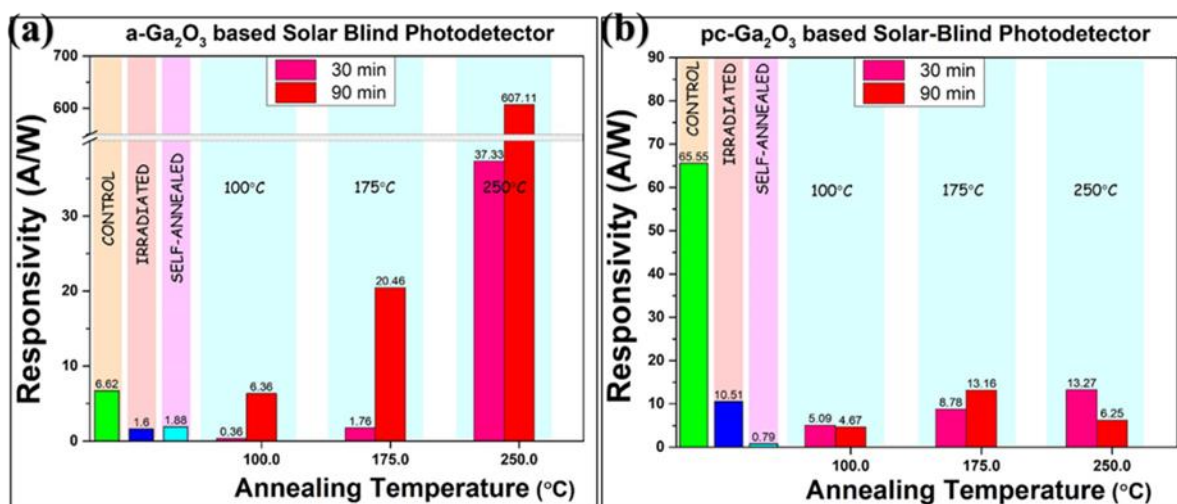 (a)
a-Ga₂O₃ based Solar Blind Photodetector
30 min
90 min
700
600
30
20
10
0
Responsivity (A/W)
CONTROL
IRRADIATED
SELF-ANNEALED
100°C
175°C
250°C
6.62
1.6
1.88
0.36
6.36
1.76
20.46
37.33
607.11
100.0
175.0
250.0
Annealing Temperature (°C)
(b)
pc-Ga₂O₃ based Solar-Blind Photodetector
30 min
90 min
90
80
70
60
50
40
30
20
10
0
Responsivity (A/W)
CONTROL
IRRADIATED
SELF-ANNEALED
100°C
175°C
250°C
65.55
10.51
0.79
5.09
4.67
8.78
13.16
13.27
6.25
100.0
175.0
250.0
Annealing Temperature (°C)